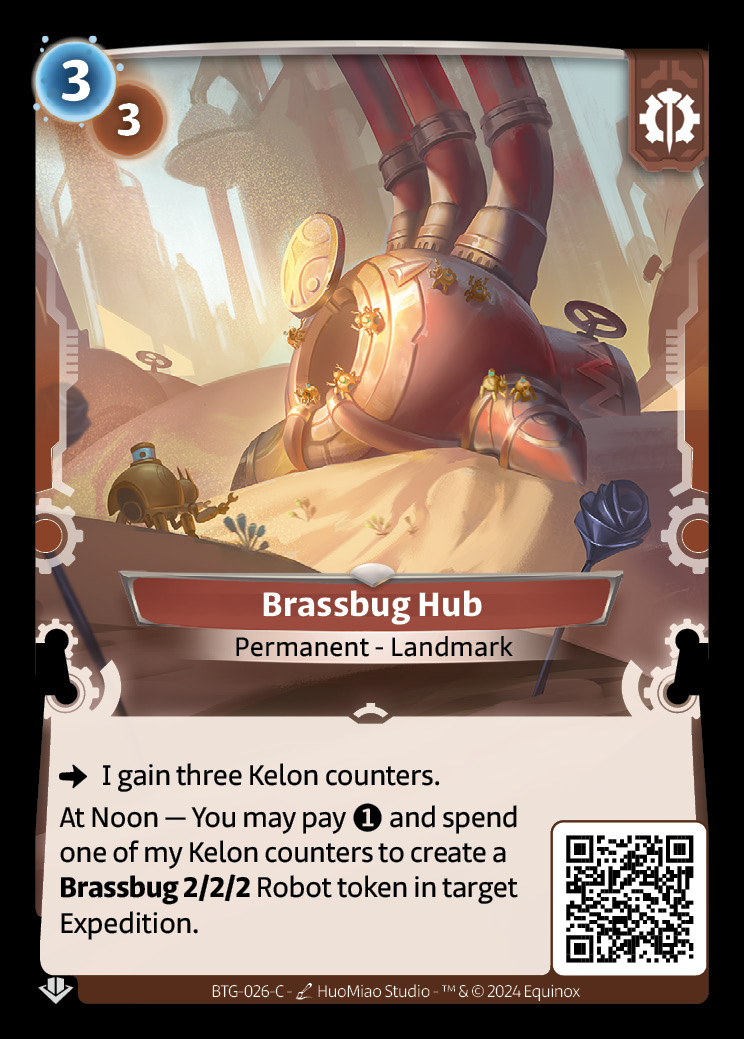 3
3
Brassbug Hub
Permanent - Landmark
I gain three Kelon counters.
At Noon — You may pay 1 and spend
one of my Kelon counters to create a
Brassbug 2/2/2 Robot token in target
Expedition.
BTG-026-C - HuoMiao Studio - ™ & © 2024 Equinox